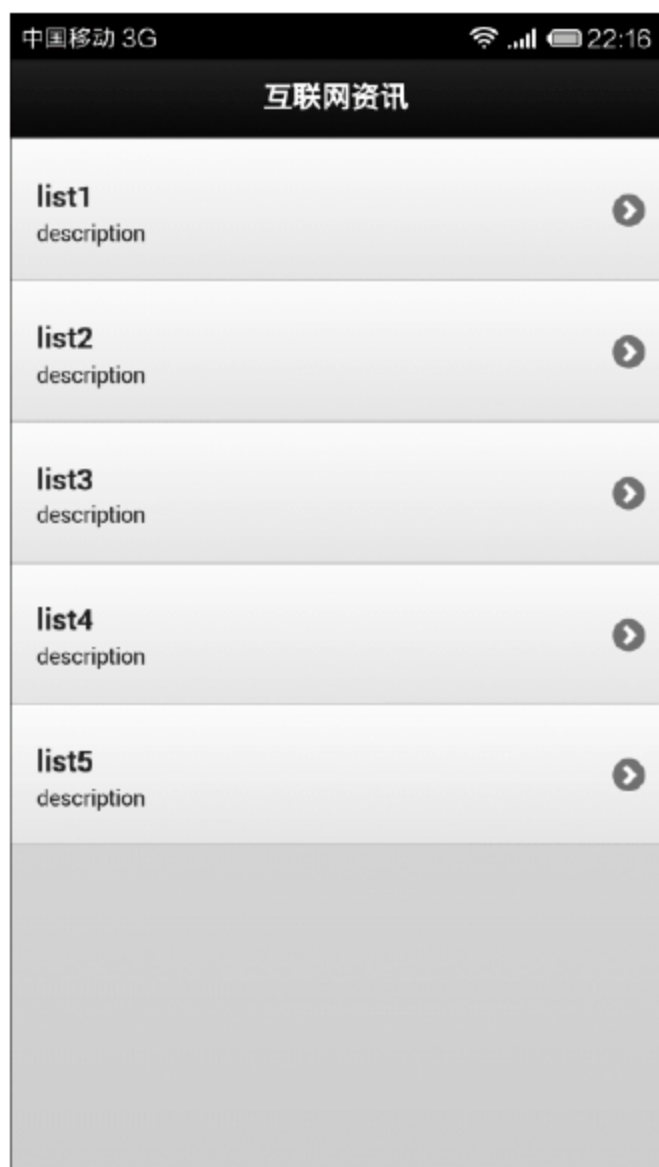 中国移动 3G 22:16
互联网资讯
list1
description
list2
description
list3
description
list4
description
list5
description